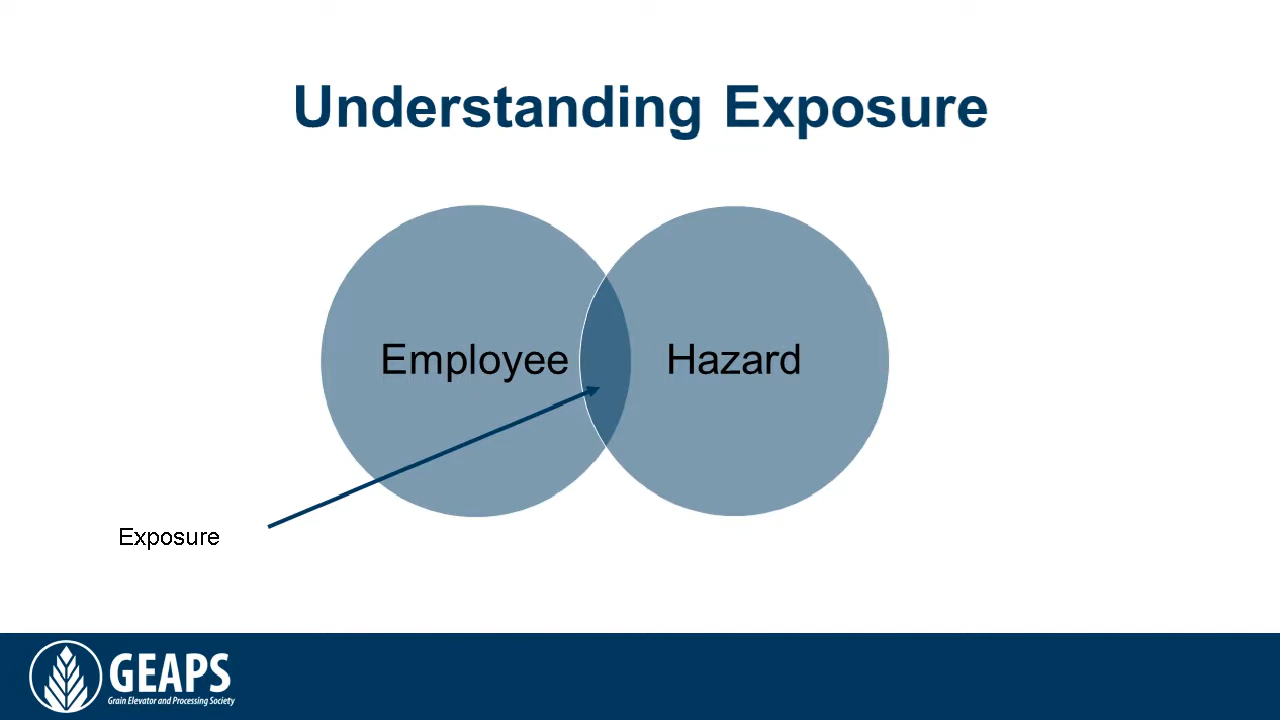 Understanding Exposure
Employee
Hazard
Exposure
GEAPS
Grain Elevator and Processing Society